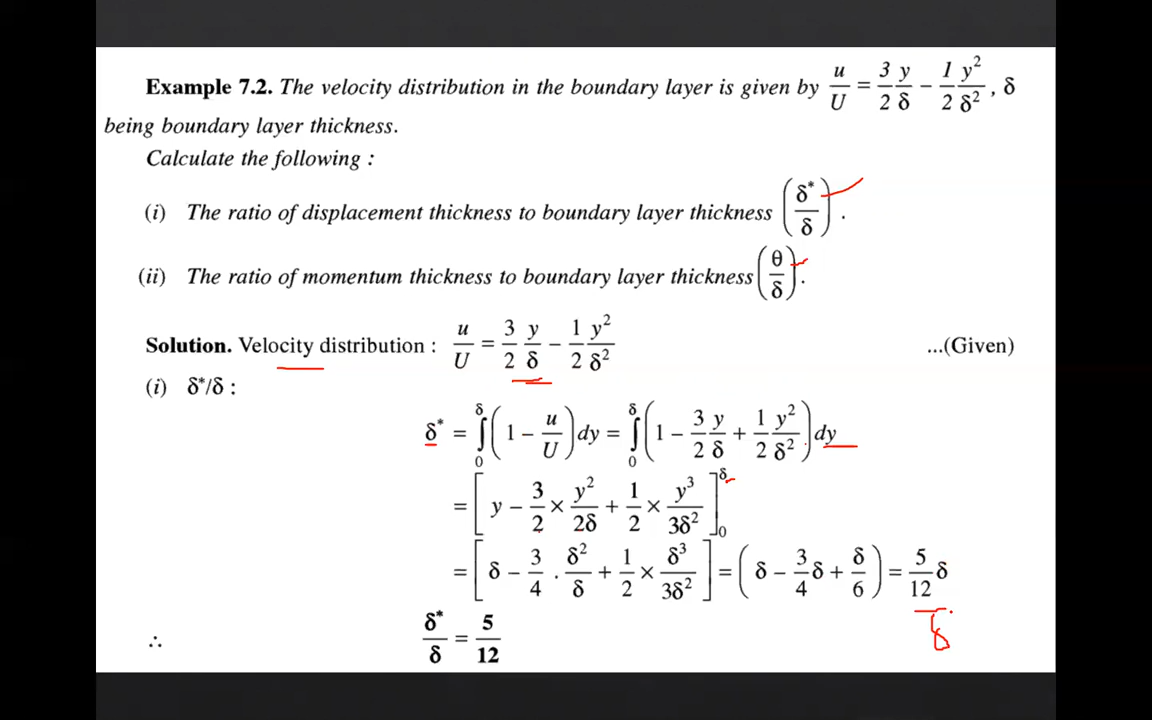 Example 7.2. The velocity distribution in the boundary layer is given by u/U = 3/2 y/δ − 1/2 y²/δ², δ
being boundary layer thickness.
Calculate the following :
(i) The ratio of displacement thickness to boundary layer thickness (δ*/δ).
(ii) The ratio of momentum thickness to boundary layer thickness (θ/δ).
Solution. Velocity distribution : u/U = 3/2 y/δ − 1/2 y²/δ² ...(Given)
(i) δ*/δ :
δ* = ∫₀^δ (1 − u/U) dy = ∫₀^δ (1 − 3/2 y/δ + 1/2 y²/δ²) dy
= [y − 3/2 × y²/2δ + 1/2 × y³/3δ²]₀^δ
= [δ − 3/4 . δ²/δ + 1/2 × δ³/3δ²] = (δ − 3/4 δ + δ/6) = 5/12 δ
δ
∴ δ*/δ = 5/12